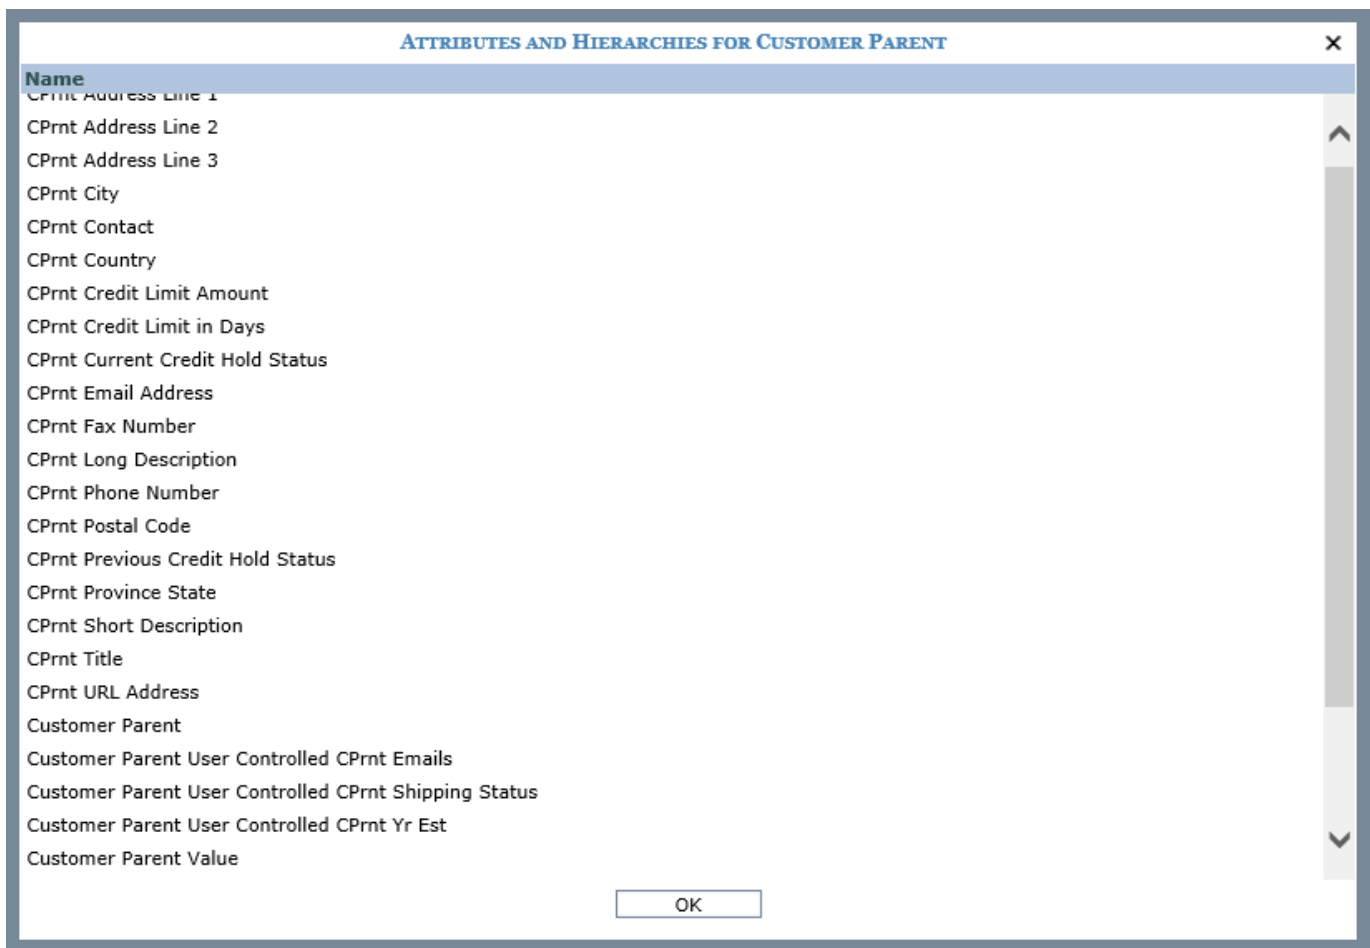 ATTRIBUTES AND HIERARCHIES FOR CUSTOMER PARENT
Name
CPrnt Address Line 1
CPrnt Address Line 2
CPrnt Address Line 3
CPrnt City
CPrnt Contact
CPrnt Country
CPrnt Credit Limit Amount
CPrnt Credit Limit in Days
CPrnt Current Credit Hold Status
CPrnt Email Address
CPrnt Fax Number
CPrnt Long Description
CPrnt Phone Number
CPrnt Postal Code
CPrnt Previous Credit Hold Status
CPrnt Province State
CPrnt Short Description
CPrnt Title
CPrnt URL Address
Customer Parent
Customer Parent User Controlled CPrnt Emails
Customer Parent User Controlled CPrnt Shipping Status
Customer Parent User Controlled CPrnt Yr Est
Customer Parent Value
OK